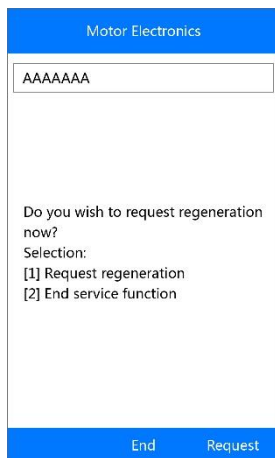 Motor Electronics
AAAAAAA
Do you wish to request regeneration
now?
Selection:
[1] Request regeneration
[2] End service function
End Request